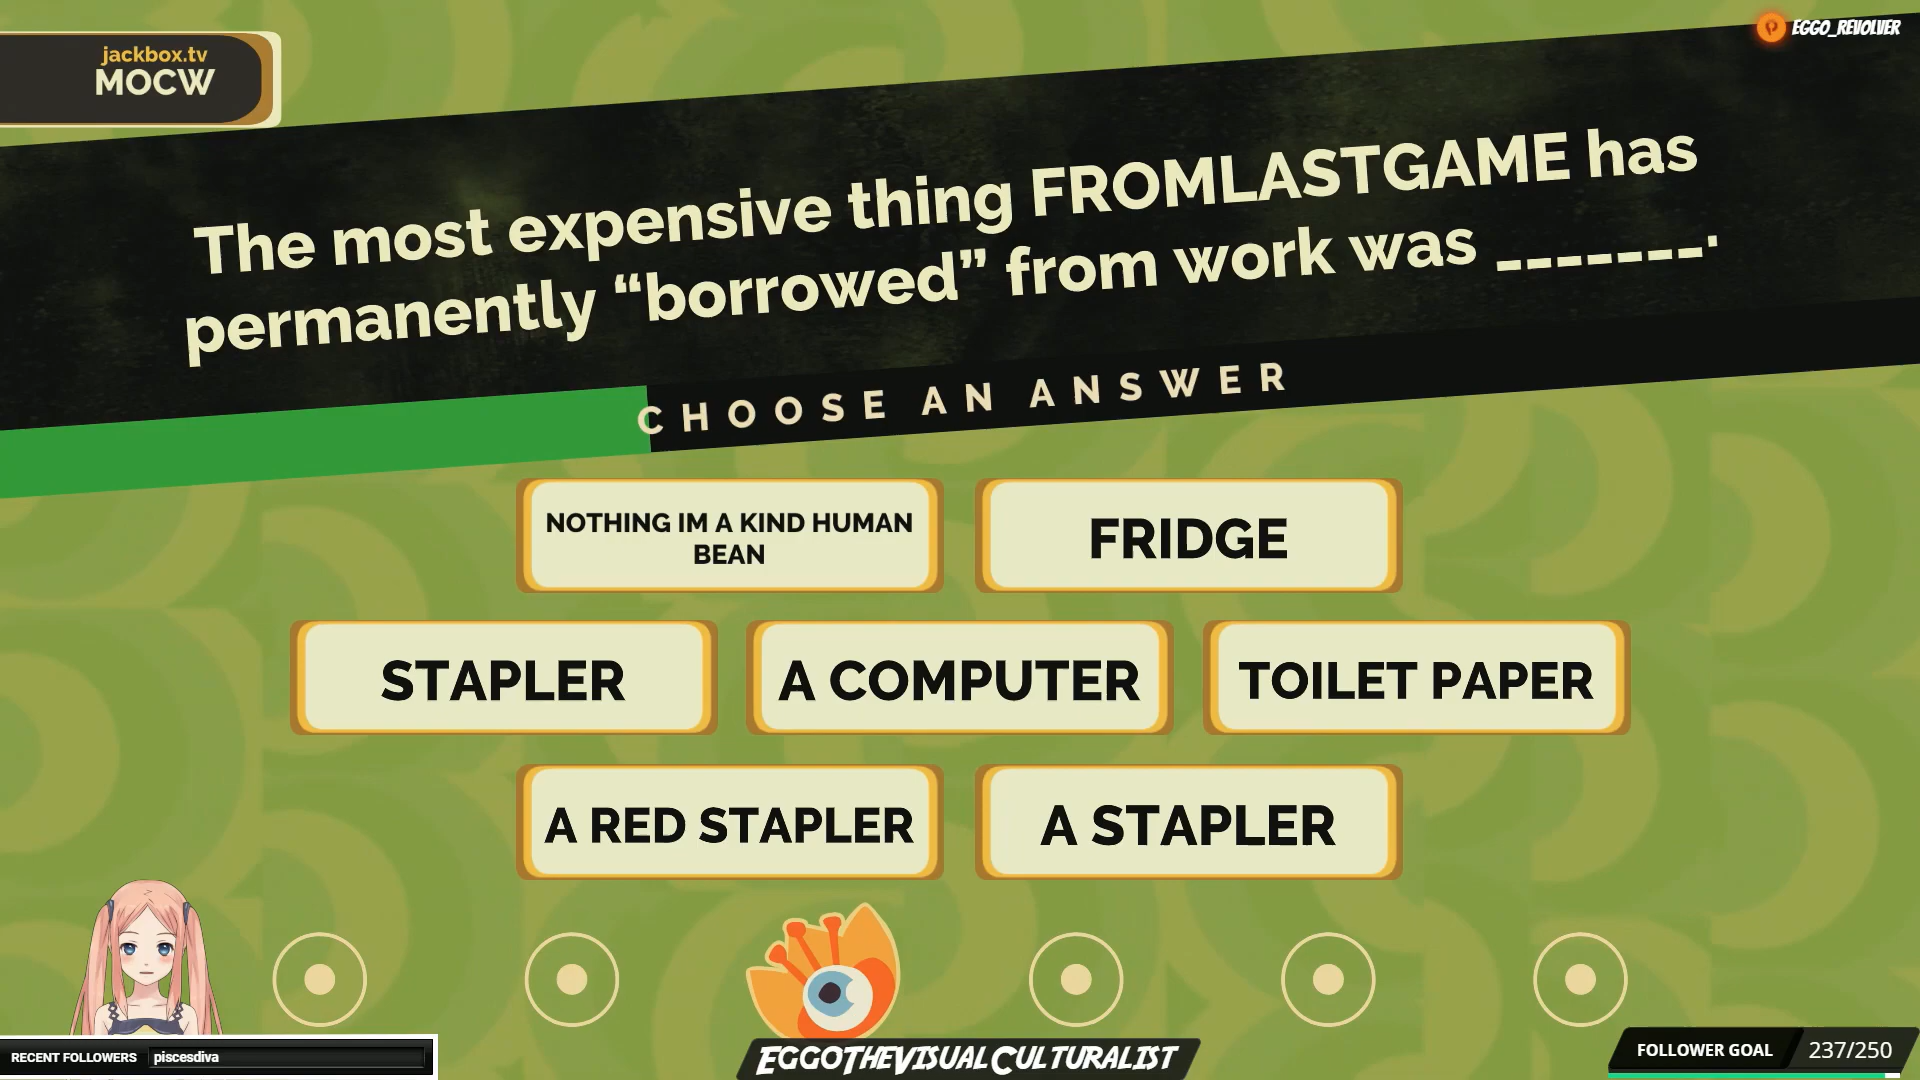 jackbox.tv
MOCW
EGGO_REVOLVER
The most expensive thing FROMLASTGAME has
permanently “borrowed” from work was _______.
CHOOSE AN ANSWER
NOTHING IM A KIND HUMAN
BEAN
FRIDGE
STAPLER
A COMPUTER
TOILET PAPER
A RED STAPLER
A STAPLER
RECENT FOLLOWERS piscesdiva
EGGOTHEVISUALCULTURALIST
FOLLOWER GOAL 237/250